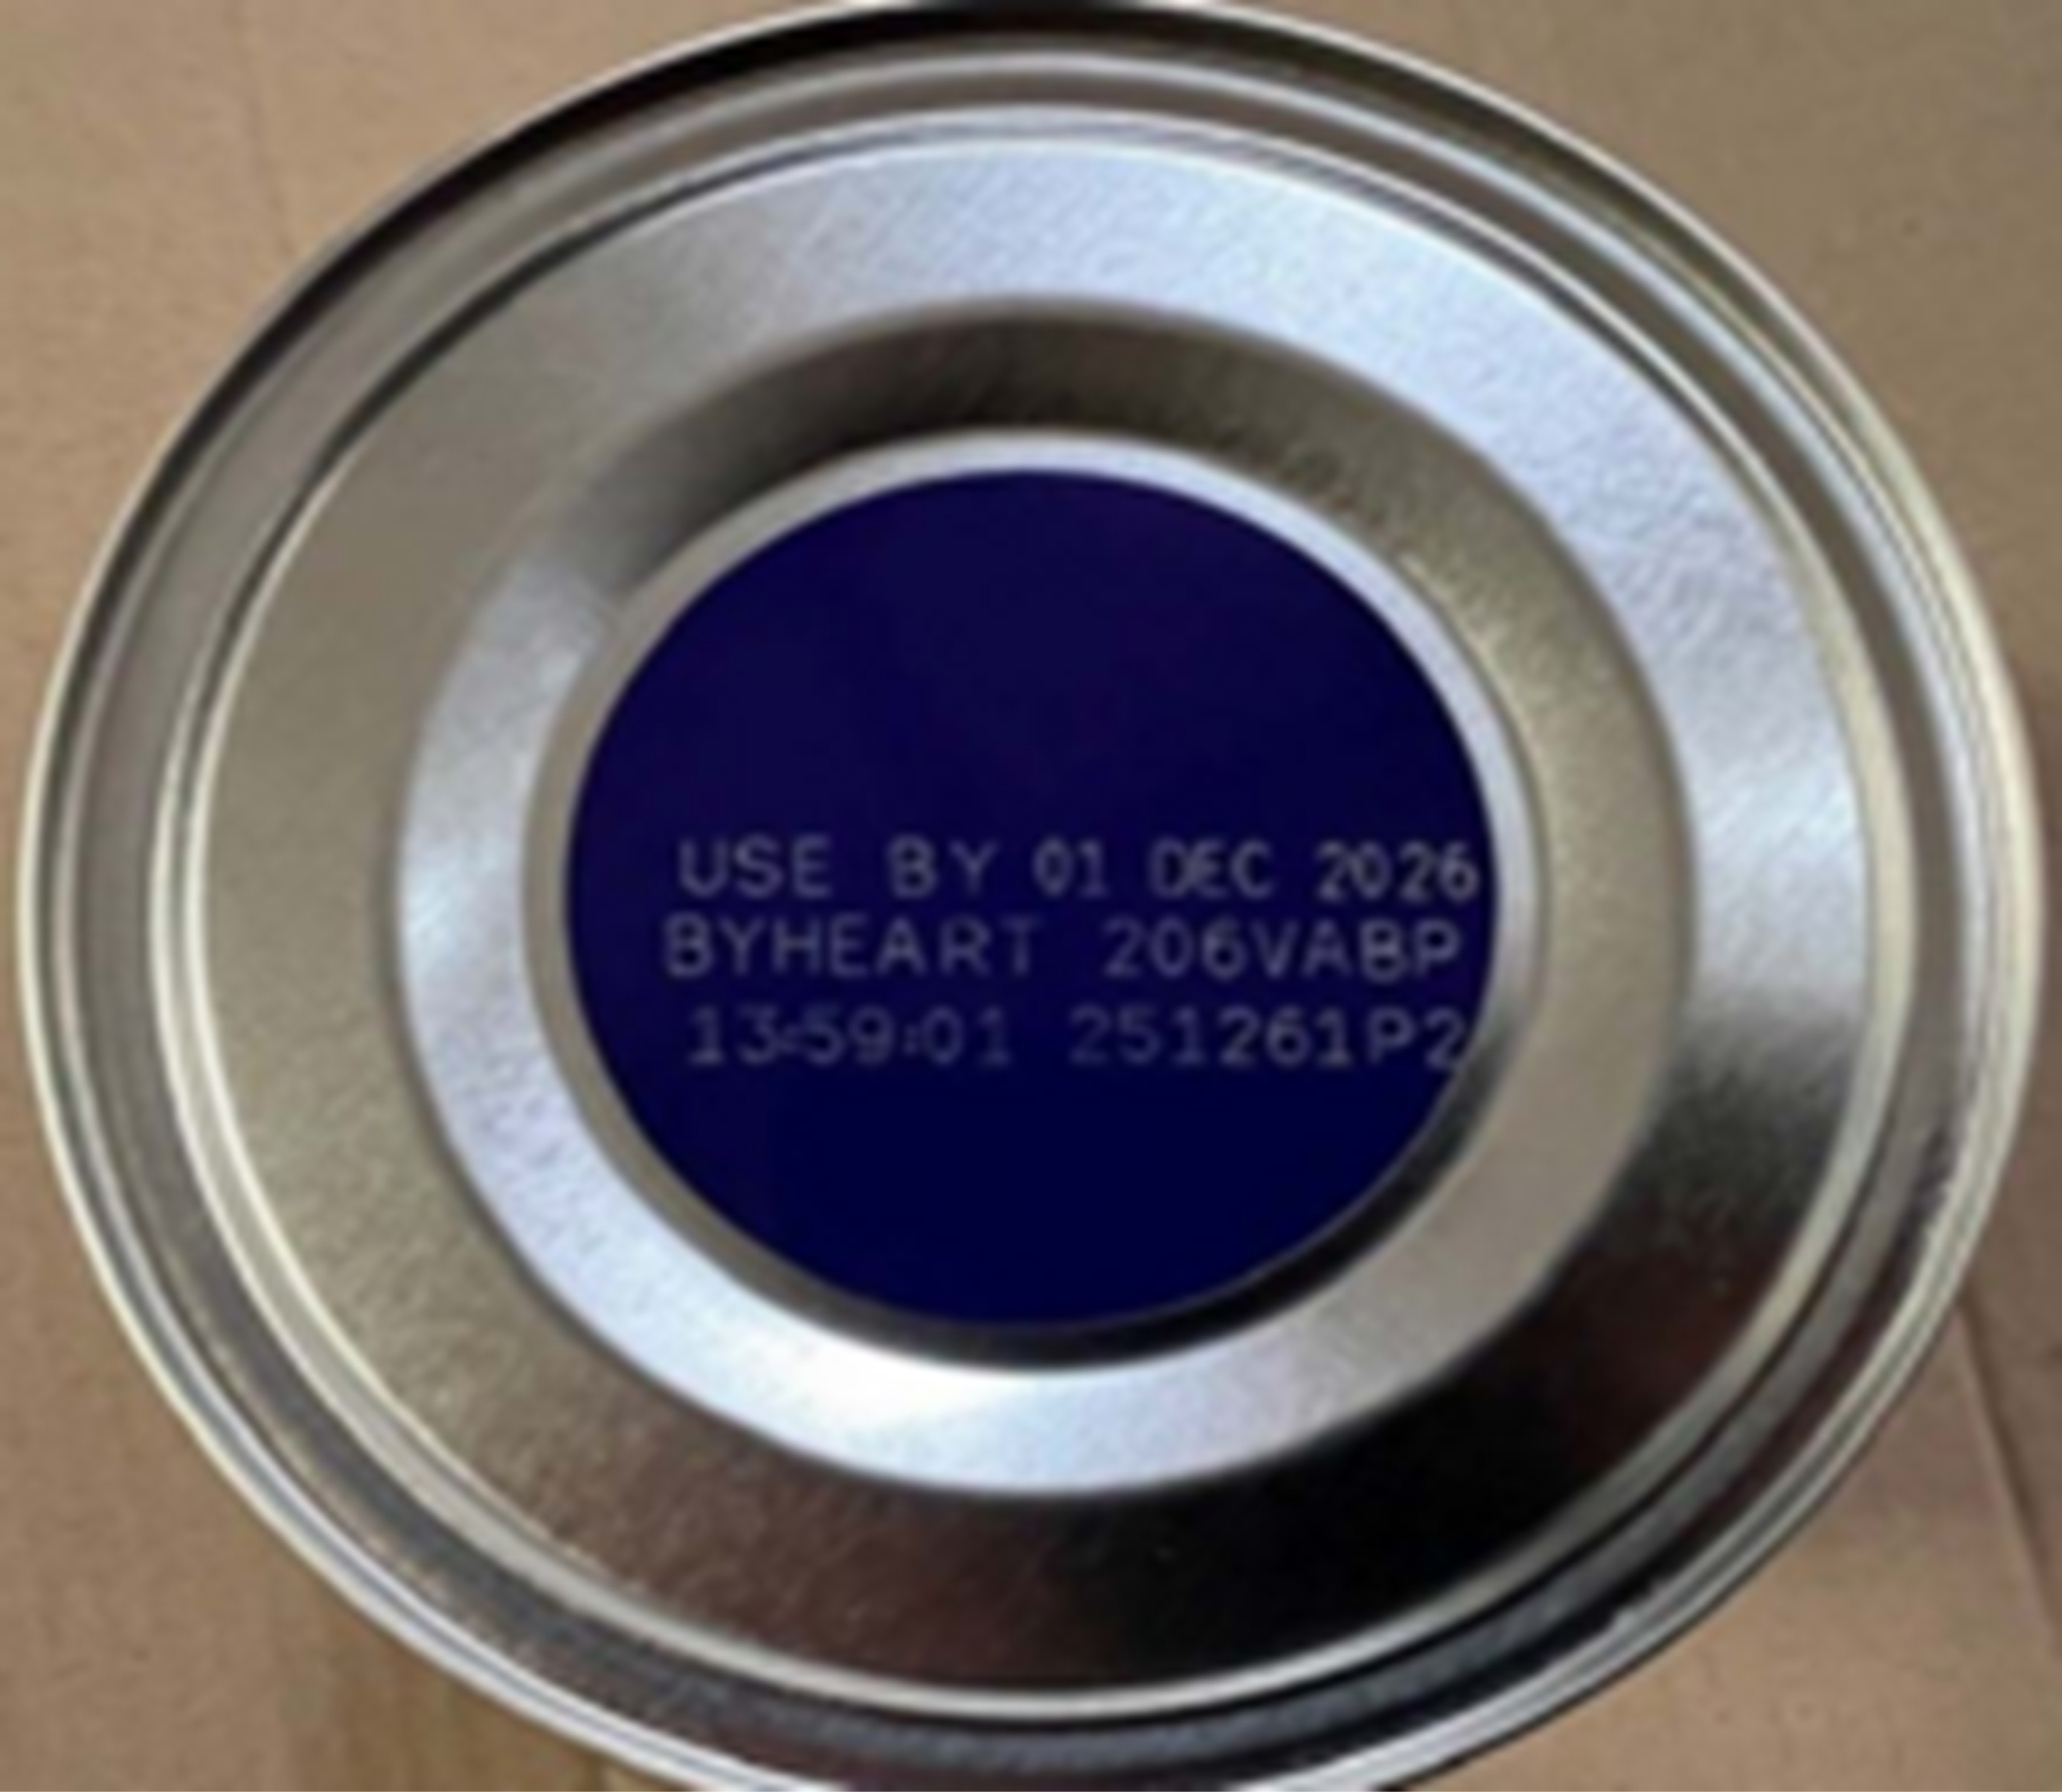 USE BY 01 DEC 2026
BYHEART 206VABP
13:59:01 251261P2